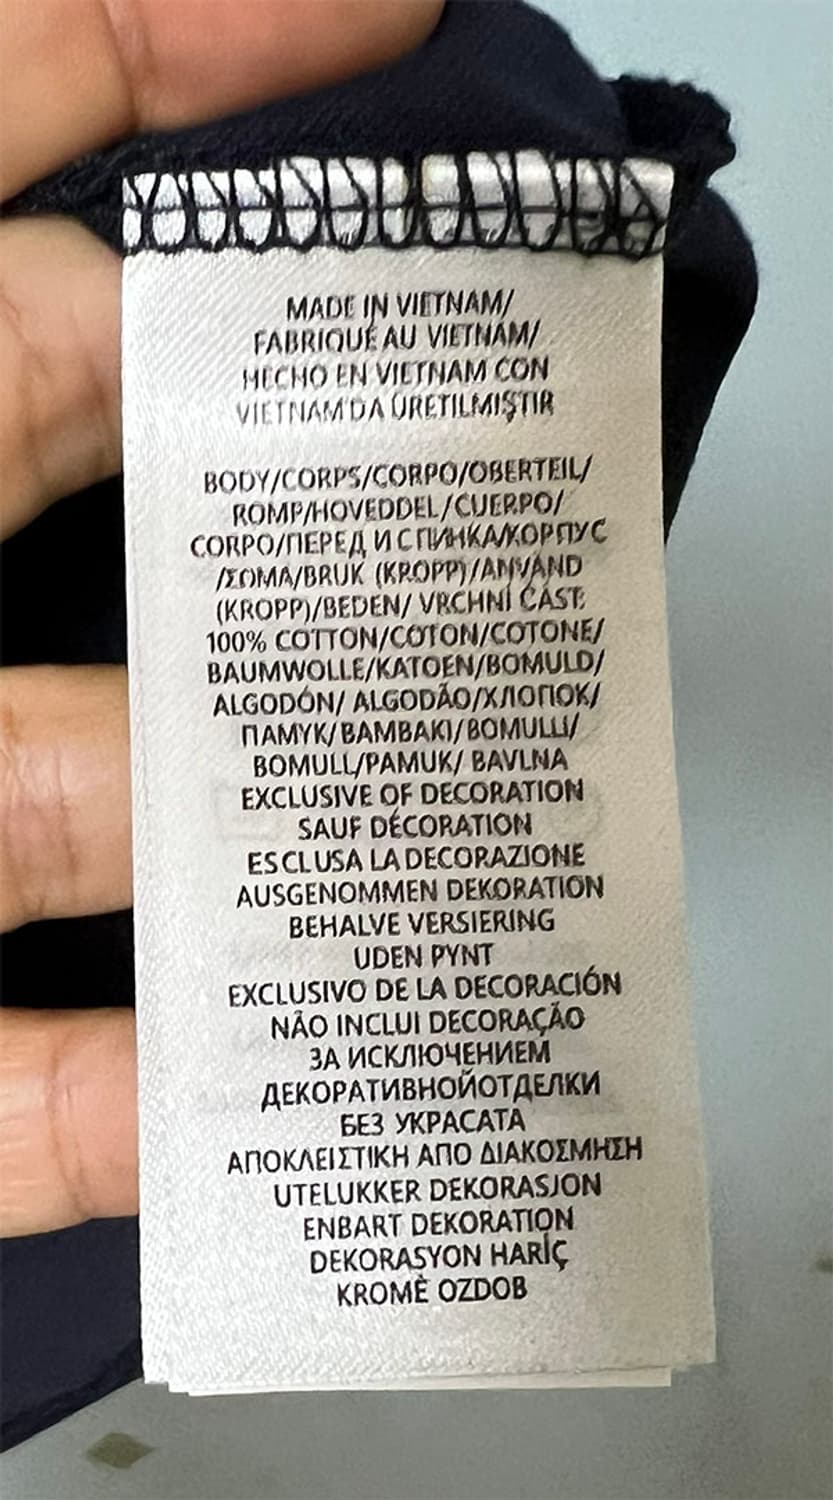 MADE IN VIETNAM/
FABRIQUÉ AU VIETNAM/
HECHO EN VIETNAM CON
VIETNAM'DA ÜRETILMIŞTIR
BODY/CORPS/CORPO/OBERTEIL/
ROMP/HOVEDDEL/CUERPO/
CORPO/ПЕРЕД И СПИНКА/КОРПУС
/ΣΩΜΑ/BRUK (KROPP)/ANVÄND
(KROPP)/BEDEN/ VRCHNÍ ČÁST:
100% COTTON/COTON/COTONE/
BAUMWOLLE/KATOEN/BOMULD/
ALGODÓN/ ALGODÃO/ХЛОПОК/
ПАМУК/BAMBAKI/BOMULL/
BOMULL/PAMUK/ BAVLNA
EXCLUSIVE OF DECORATION
SAUF DÉCORATION
ESCLUSA LA DECORAZIONE
AUSGENOMMEN DEKORATION
BEHALVE VERSIERING
UDEN PYNT
EXCLUSIVO DE LA DECORACIÓN
NÃO INCLUI DECORAÇÃO
ЗА ИСКЛЮЧЕНИЕМ
ДЕКОРАТИВНОЙОТДЕЛКИ
БЕЗ УКРАСАТА
ΑΠΟΚΛΕΙΣΤΙΚΗ ΑΠΟ ΔΙΑΚΟΣΜΗΣΗ
UTELUKKER DEKORASJON
ENBART DEKORATION
DEKORASYON HARİÇ
KROMĚ OZDOB